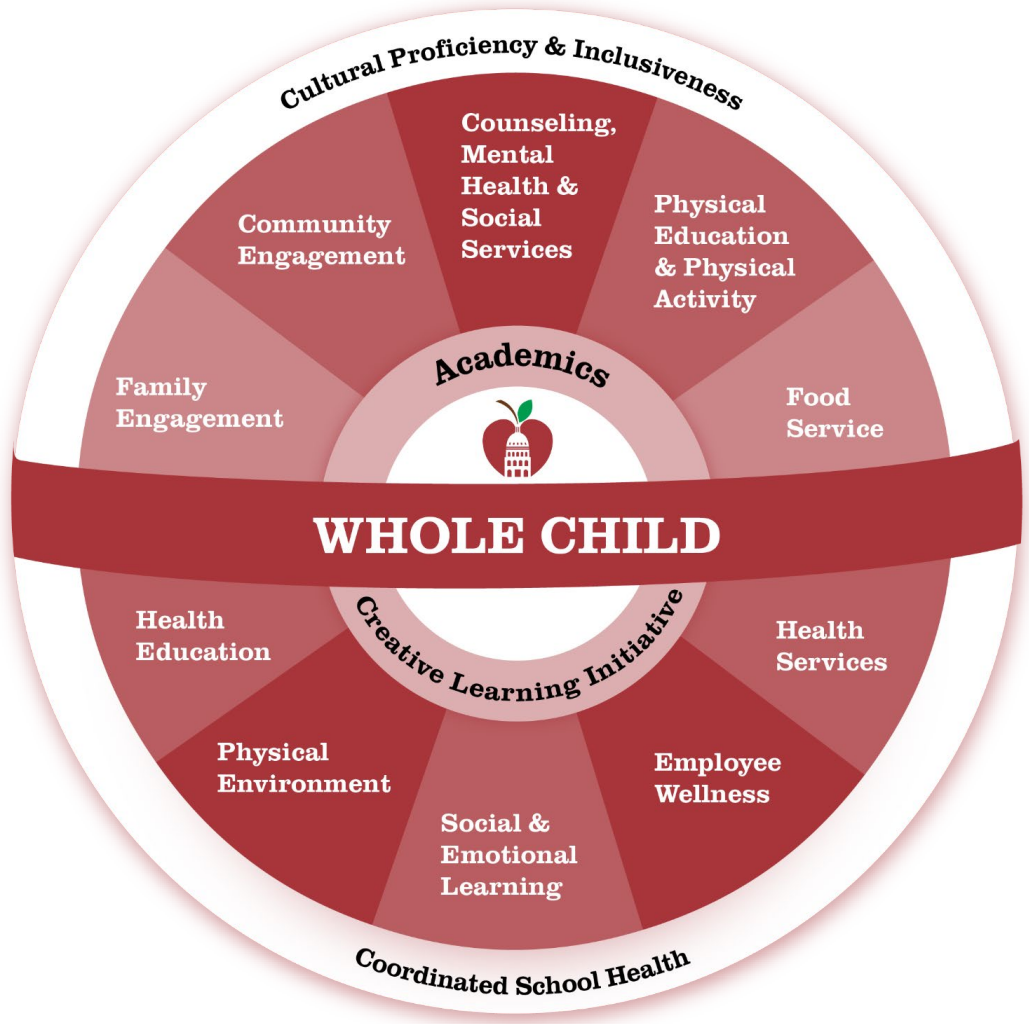 Cultural Proficiency & Inclusiveness
Counseling,
Mental
Health &
Social
Services
Community
Engagement
Physical
Education
& Physical
Activity
Family
Engagement
Food
Service
Academics
WHOLE CHILD
Creative Learning Initiative
Health
Education
Health
Services
Physical
Environment
Employee
Wellness
Social &
Emotional
Learning
Coordinated School Health